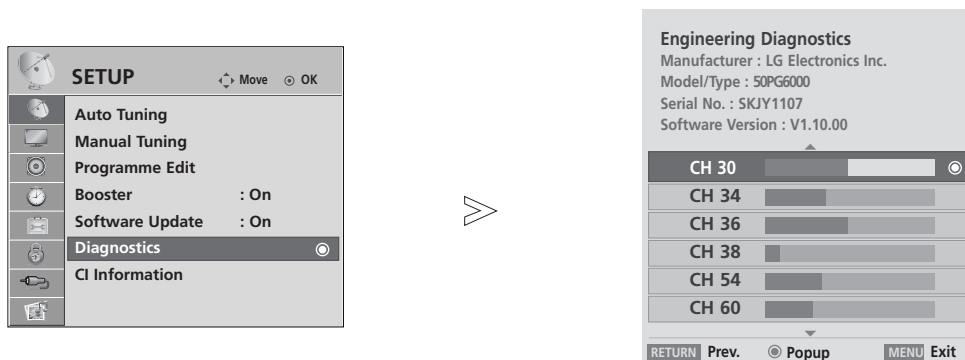 SETUP
Move OK
Auto Tuning
Manual Tuning
Programme Edit
Booster : On
Software Update : On
Diagnostics
CI Information
Engineering Diagnostics
Manufacturer : LG Electronics Inc.
Model/Type : 50PG6000
Serial No. : SKJY1107
Software Version : V1.10.00
CH 30
CH 34
CH 36
CH 38
CH 54
CH 60
RETURN Prev. Popup MENU Exit